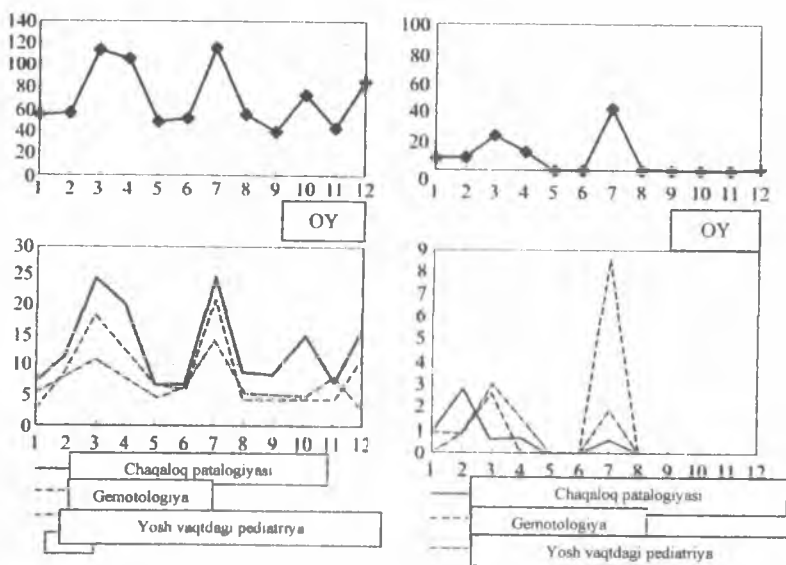 140
120
100
80
60
40
20
0
1 2 3 4 5 6 7 8 9 10 11 12
OY
100
80
60
40
20
0
1 2 3 4 5 6 7 8 9 10 11 12
OY
30
25
20
15
10
5
0
1 2 3 4 5 6 7 8 9 10 11 12
Chaqaloq patalogiyası
Gemotologiya
Yosh vaqtdagi pediatriya
9
8
7
6
5
4
3
2
1
0
1 2 3 4 5 6 7 8 9 10 11 12
Chaqaloq patalogiyasi
Gemotologiya
Yosh vaqtdagi pediatriya